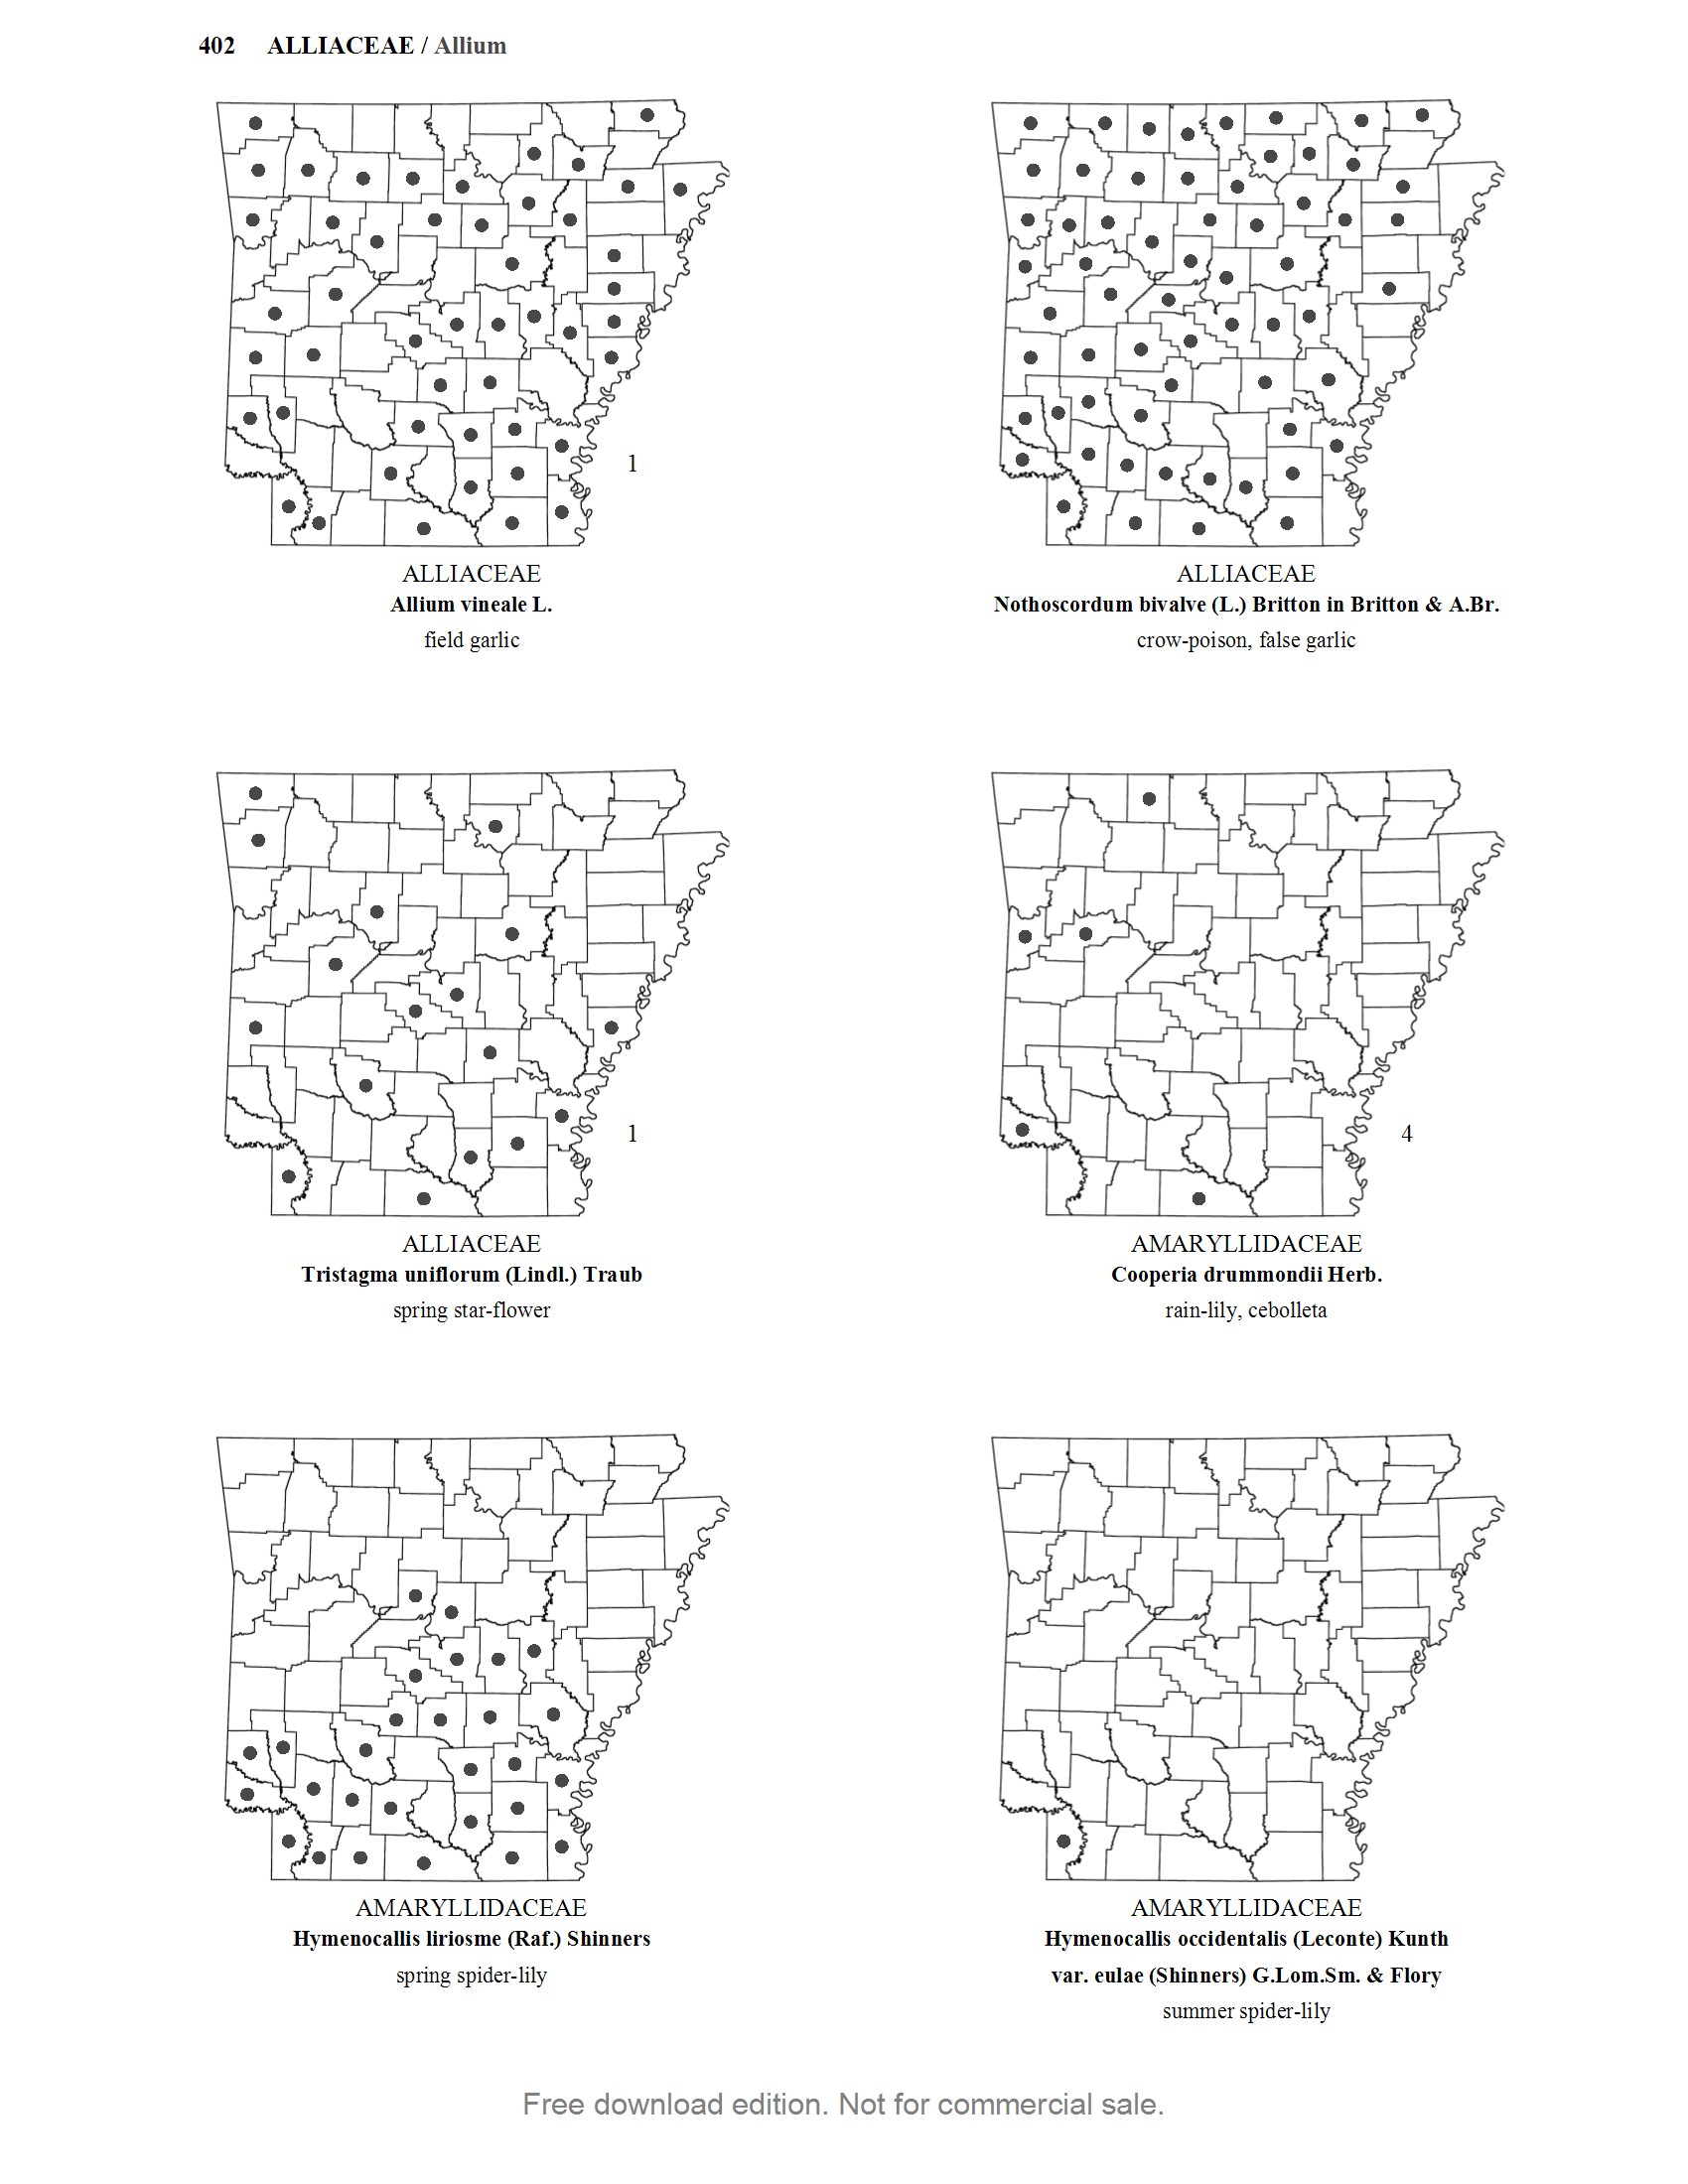 402 ALLIACEAE / Allium
1
ALLIACEAE
Allium vineale L.
field garlic
ALLIACEAE
Nothoscordum bivalve (L.) Britton in Britton & A.Br.
crow-poison, false garlic
1
ALLIACEAE
Tristagma uniflorum (Lindl.) Traub
spring star-flower
4
AMARYLLIDACEAE
Cooperia drummondii Herb.
rain-lily, cebolleta
AMARYLLIDACEAE
Hymenocallis liriosme (Raf.) Shinners
spring spider-lily
AMARYLLIDACEAE
Hymenocallis occidentalis (Leconte) Kunth
var. eulae (Shinners) G.Lom.Sm. & Flory
summer spider-lily
Free download edition. Not for commercial sale.